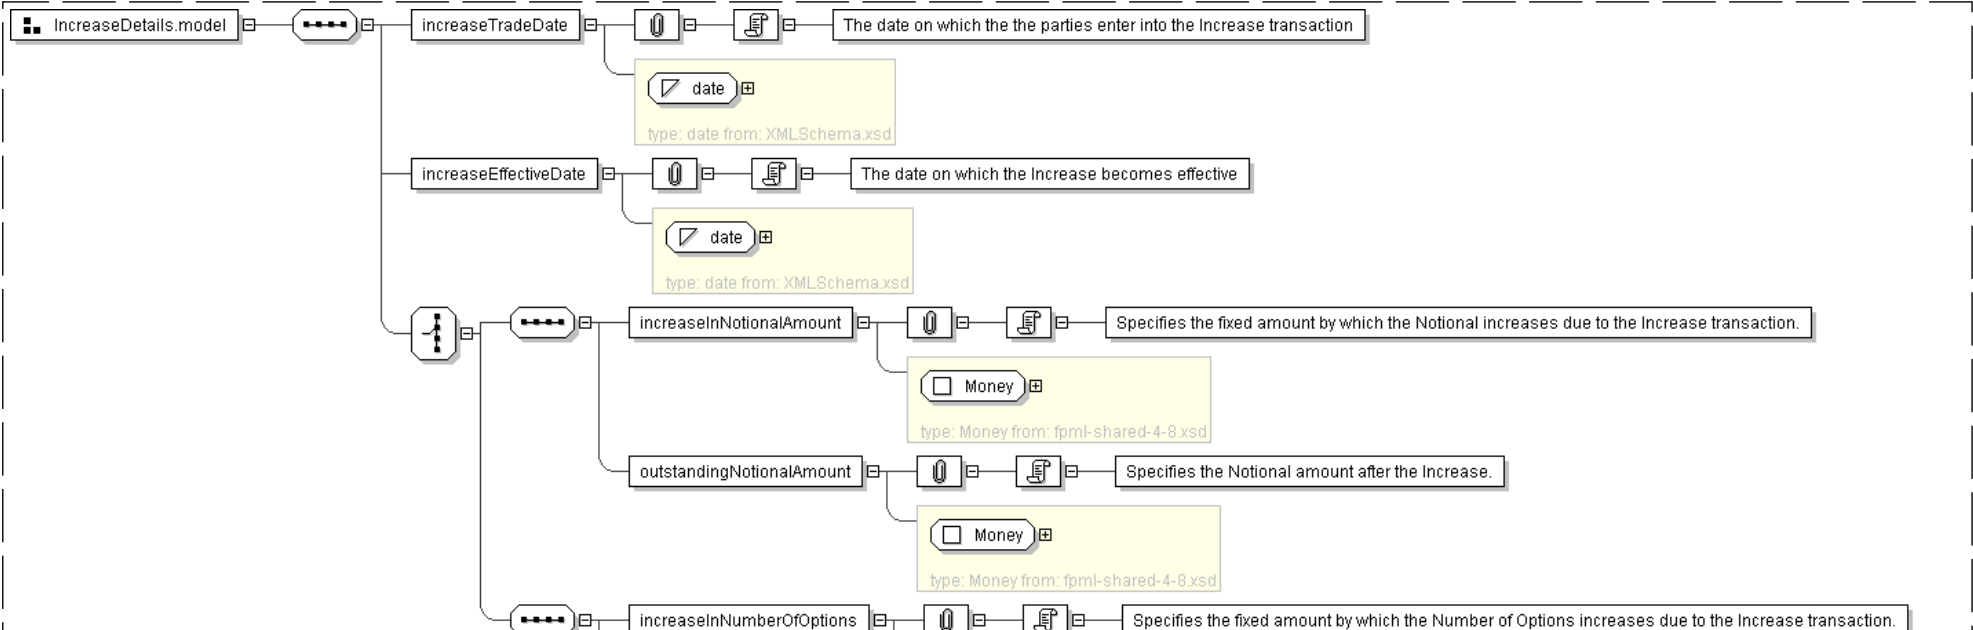 IncreaseDetails.model
increaseTradeDate
The date on which the the parties enter into the Increase transaction
date
type: date from: XMLSchema.xsd
increaseEffectiveDate
The date on which the Increase becomes effective
date
type: date from: XMLSchema.xsd
increaseInNotionalAmount
Specifies the fixed amount by which the Notional increases due to the Increase transaction.
Money
type: Money from: fpml-shared-4-8.xsd
outstandingNotionalAmount
Specifies the Notional amount after the Increase.
Money
type: Money from: fpml-shared-4-8.xsd
increaseInNumberOfOptions
Specifies the fixed amount by which the Number of Options increases due to the Increase transaction.